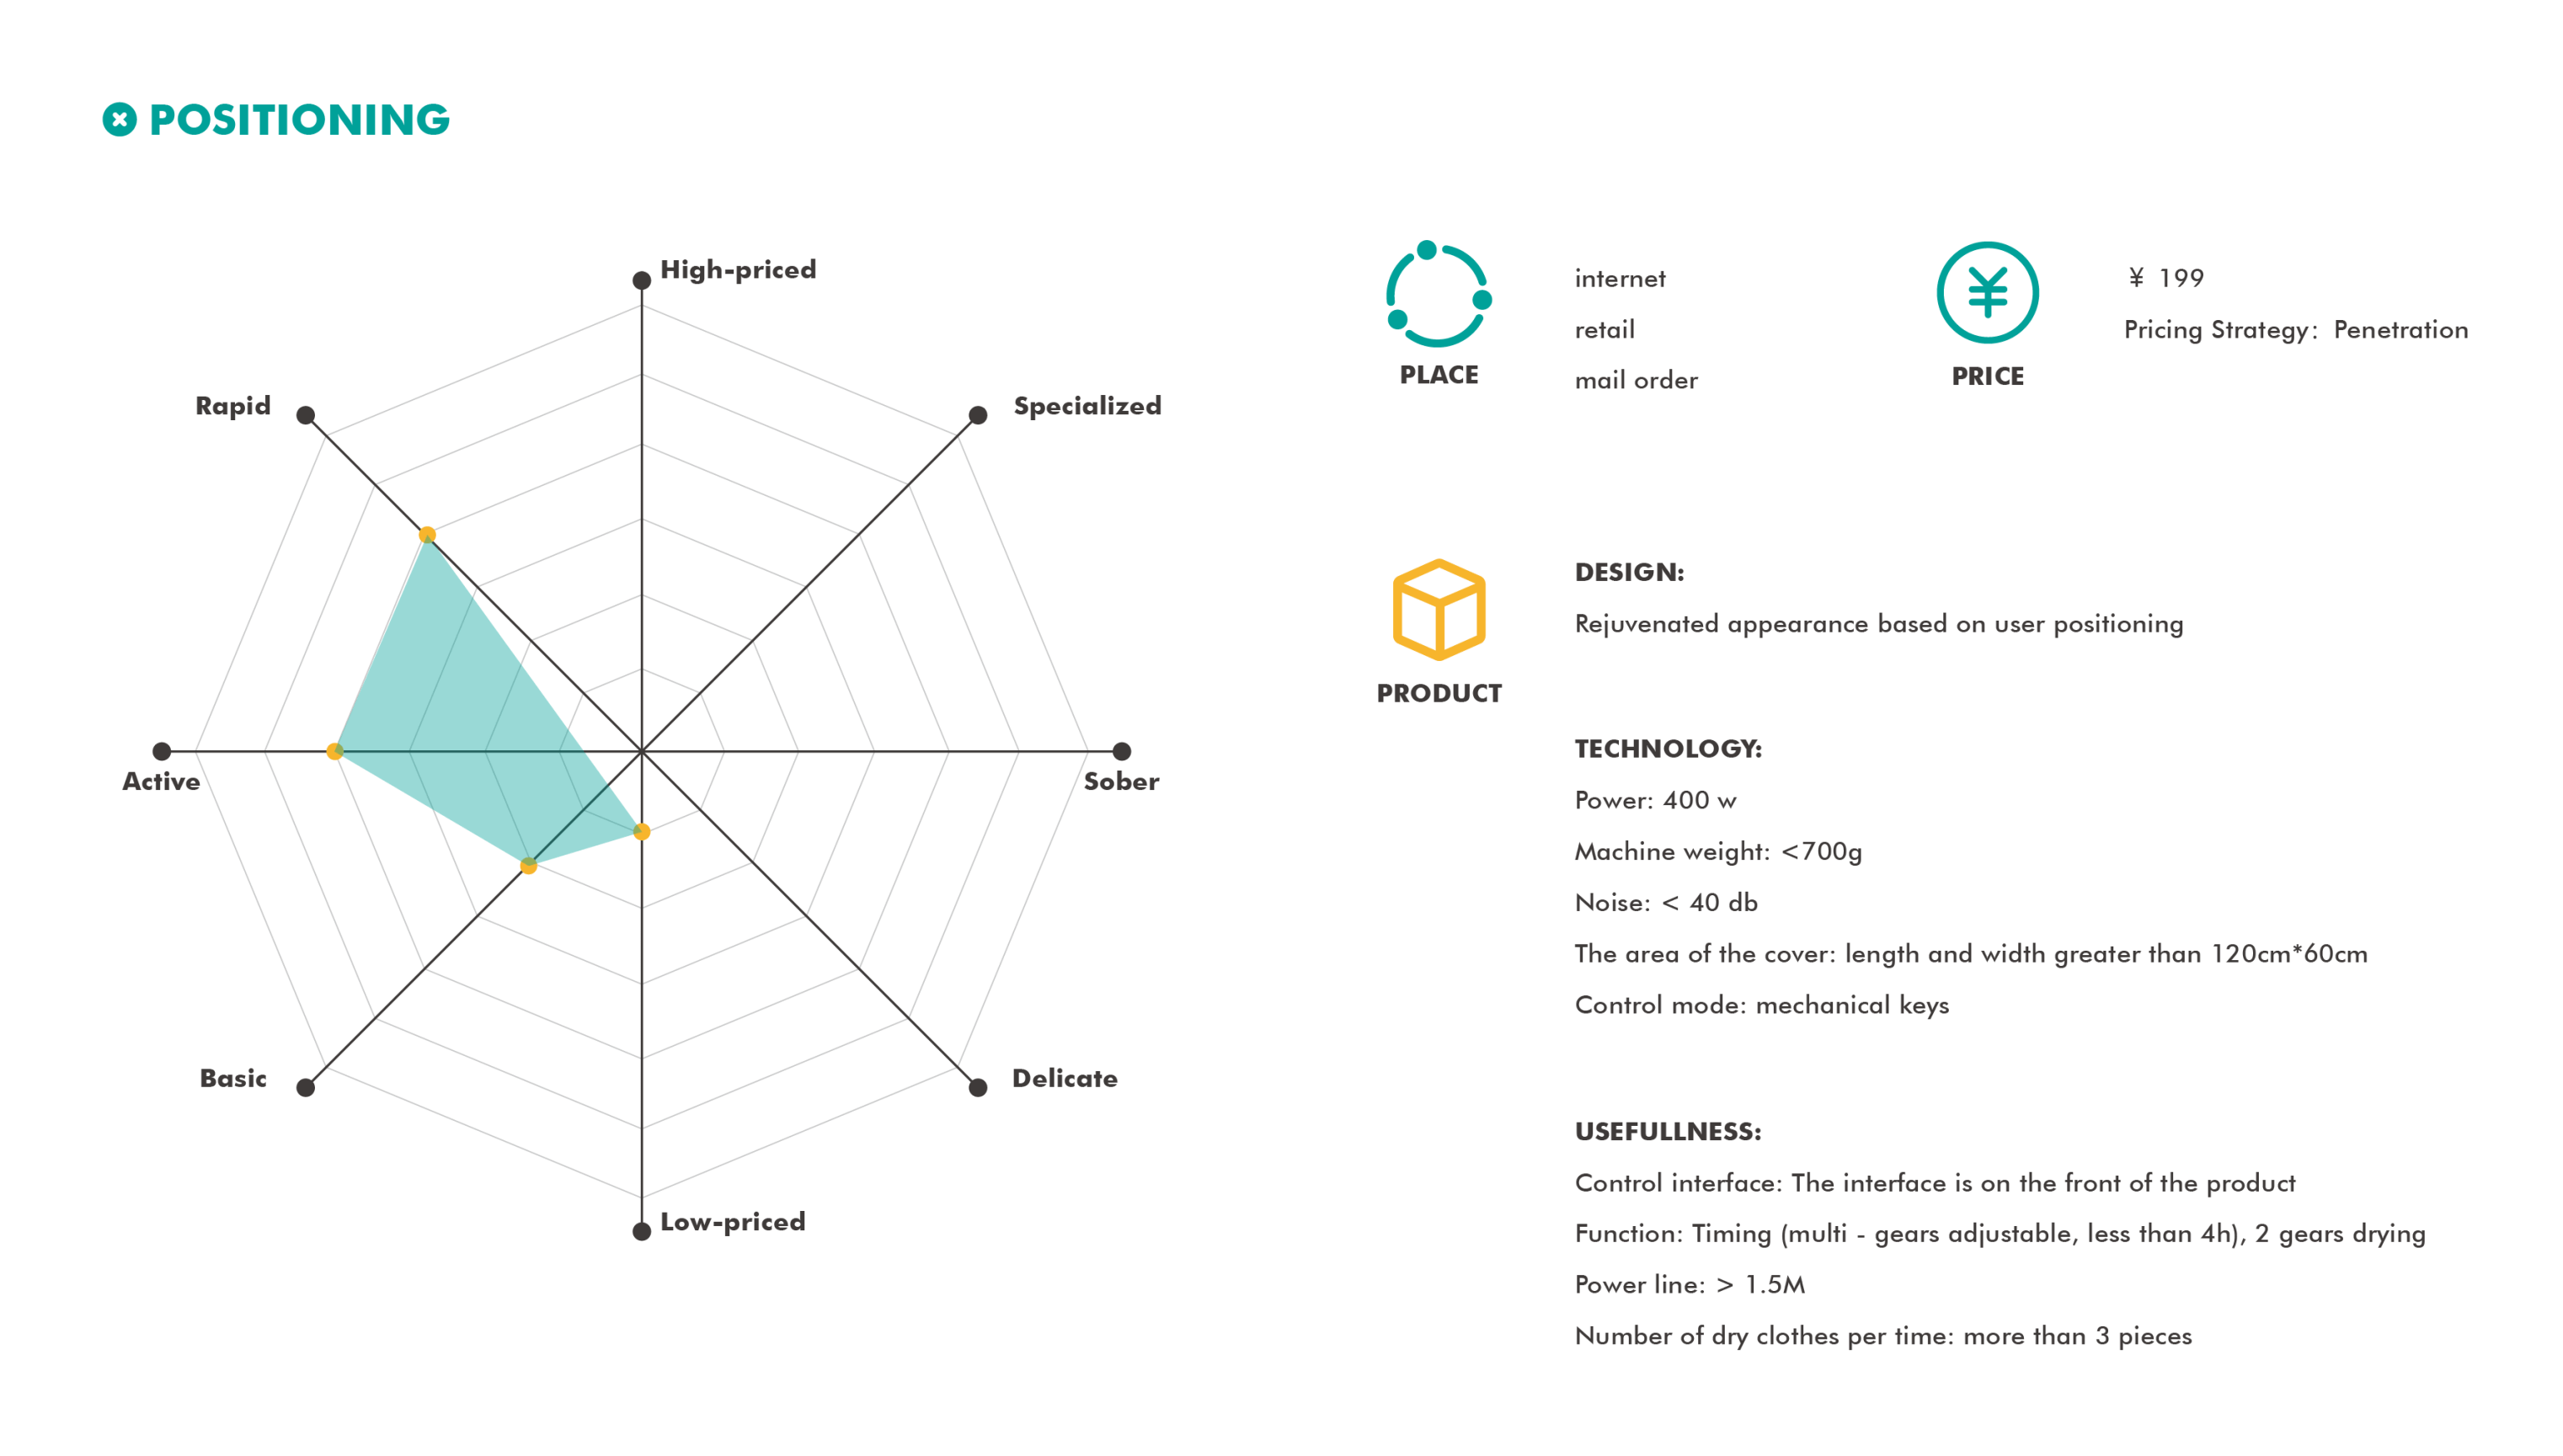 POSITIONING
High-priced
Rapid
Specialized
Active
Sober
Basic
Delicate
Low-priced
PLACE
internet
retail
mail order
PRICE
¥ 199
Pricing Strategy: Penetration
PRODUCT
DESIGN:
Rejuvenated appearance based on user positioning
TECHNOLOGY:
Power: 400 w
Machine weight: <700g
Noise: < 40 db
The area of the cover: length and width greater than 120cm*60cm
Control mode: mechanical keys
USEFULLNESS:
Control interface: The interface is on the front of the product
Function: Timing (multi - gears adjustable, less than 4h), 2 gears drying
Power line: > 1.5M
Number of dry clothes per time: more than 3 pieces